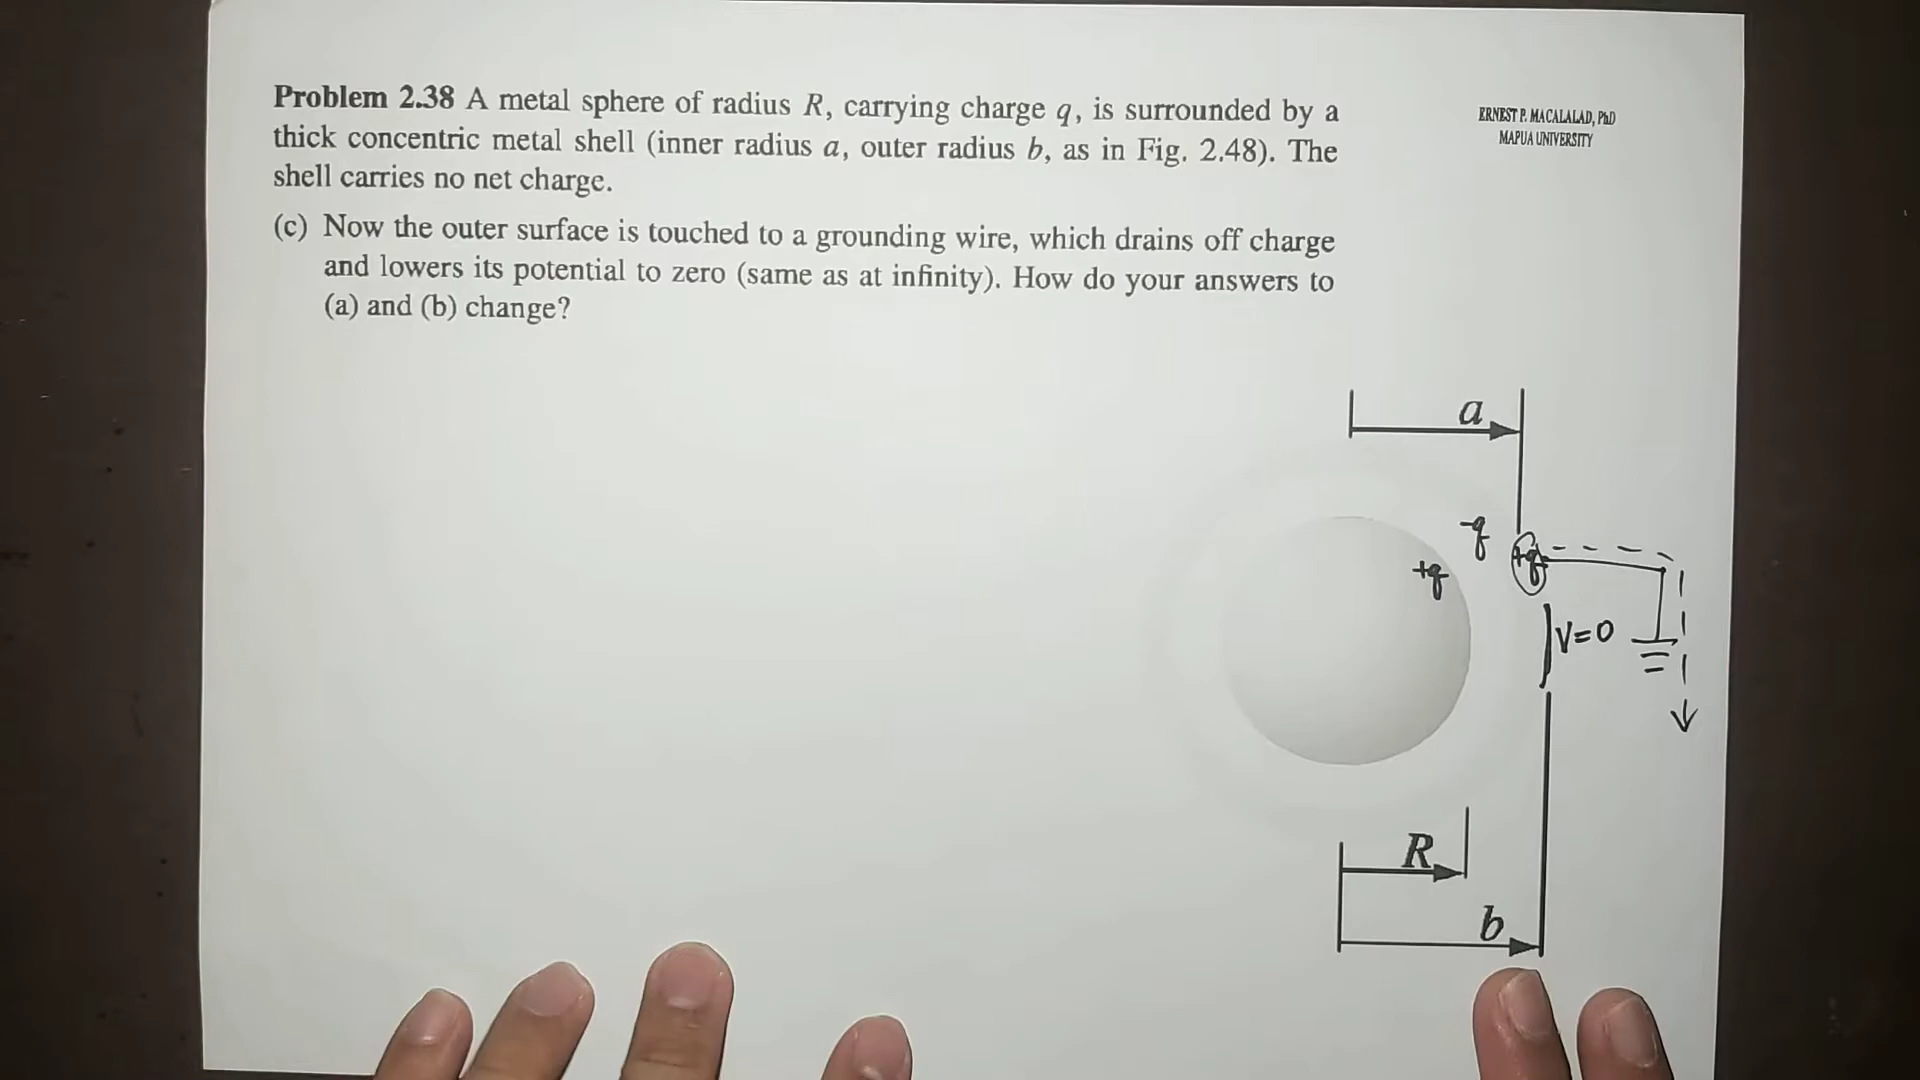 Problem 2.38 A metal sphere of radius R, carrying charge q, is surrounded by a
thick concentric metal shell (inner radius a, outer radius b, as in Fig. 2.48). The
shell carries no net charge.
ERNEST P. MACALALAD, PhD
MAPUA UNIVERSITY
(c) Now the outer surface is touched to a grounding wire, which drains off charge
and lowers its potential to zero (same as at infinity). How do your answers to
(a) and (b) change?
a
-q
+q
+q
V=0
R
b